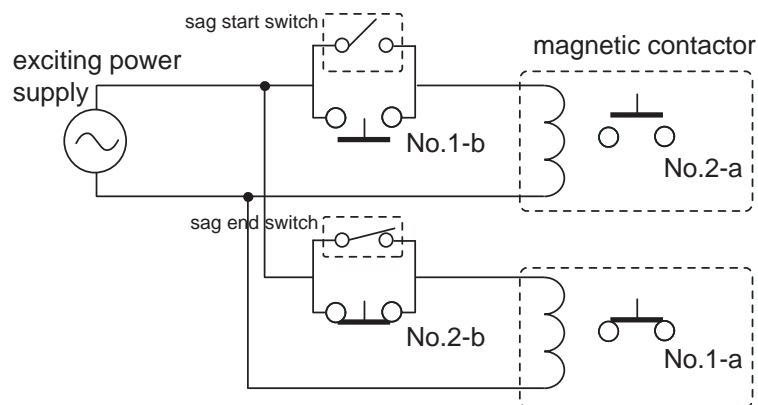 sag start switch
magnetic contactor
exciting power
supply
No.1-b
No.2-a
sag end switch
No.2-b
No.1-a